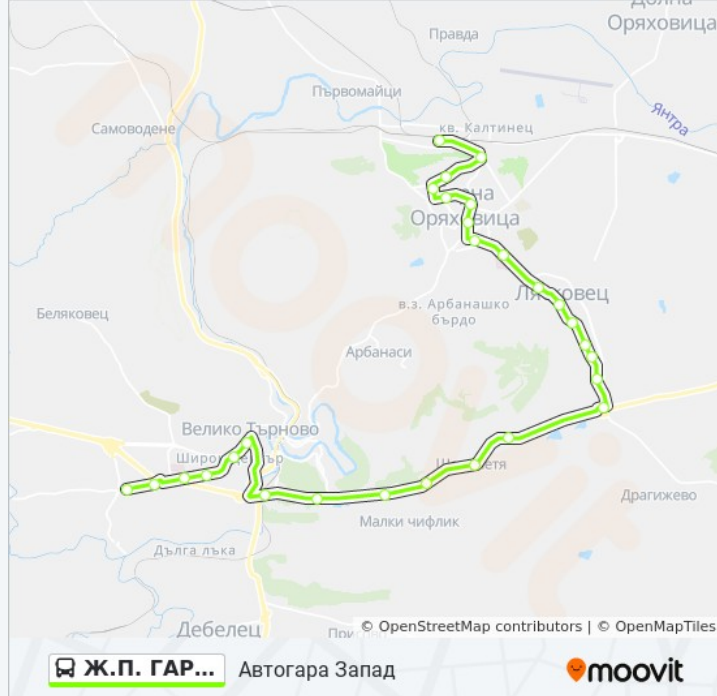 Долна
Оряховица
Правда
Първомайци
Янтра
Самоводене
кв. Калтинец
Оряховица
Лясковец
в.з. Арбанашко
бърдо
Беляковец
Арбанаси
Велико Търново
Драгижево
Малки чифлик
Дълга лъка
Дебелец
© OpenStreetMap contributors | © OpenMapTiles
Ж.П. ГАР...
Автогара Запад
moovit